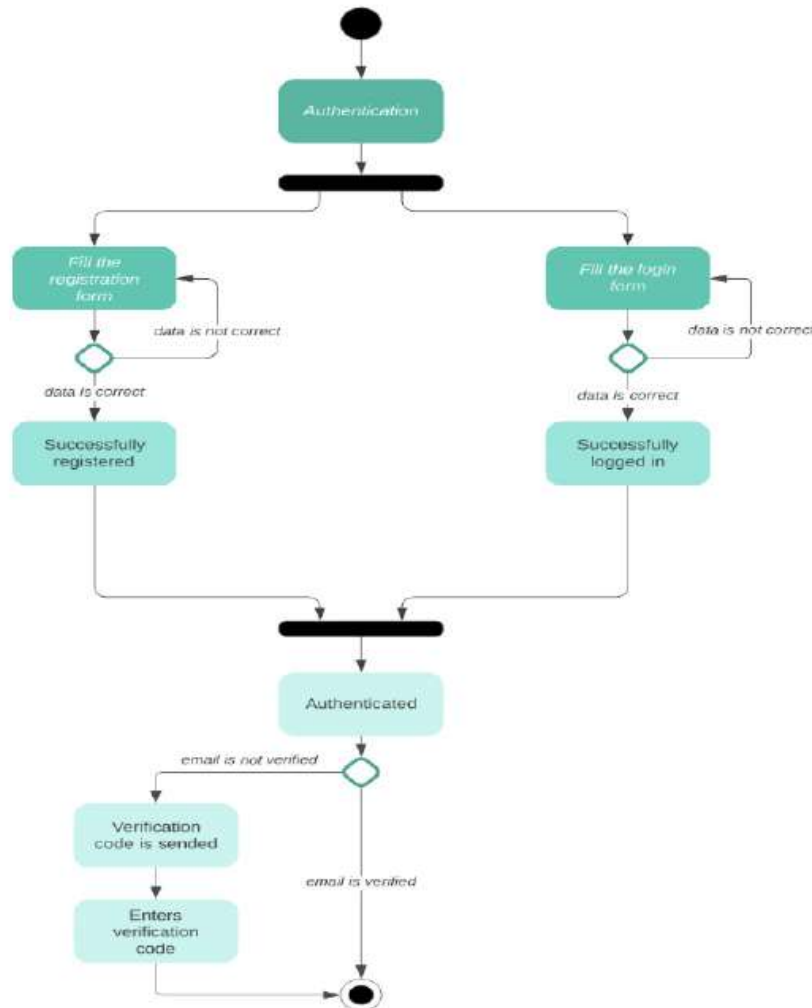 Authentication
Fill the
registration
form
Fill the login
form
data is not correct
data is not correct
data is correct
data is correct
Successfully
registered
Successfully
logged in
Authenticated
email is not verified
Verification
code is sended
email is verified
Enters
verification
code